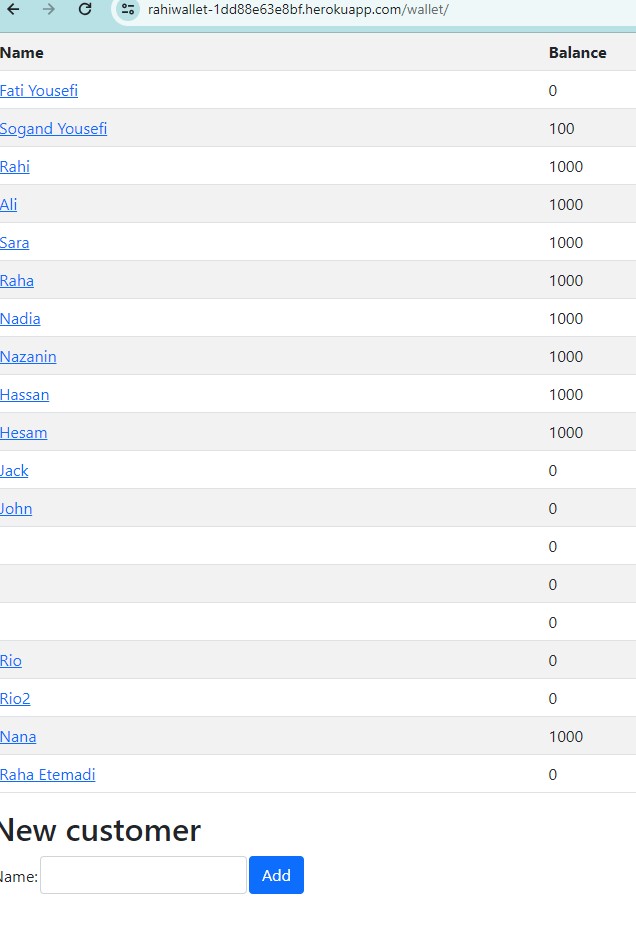 rahiwallet-1dd88e63e8bf.herokuapp.com/wallet/
Name Balance
Fati Yousefi 0
Sogand Yousefi 100
Rahi 1000
Ali 1000
Sara 1000
Raha 1000
Nadia 1000
Nazanin 1000
Hassan 1000
Hesam 1000
Jack 0
John 0
0
0
0
Rio 0
Rio2 0
Nana 1000
Raha Etemadi 0
New customer
Name: Add